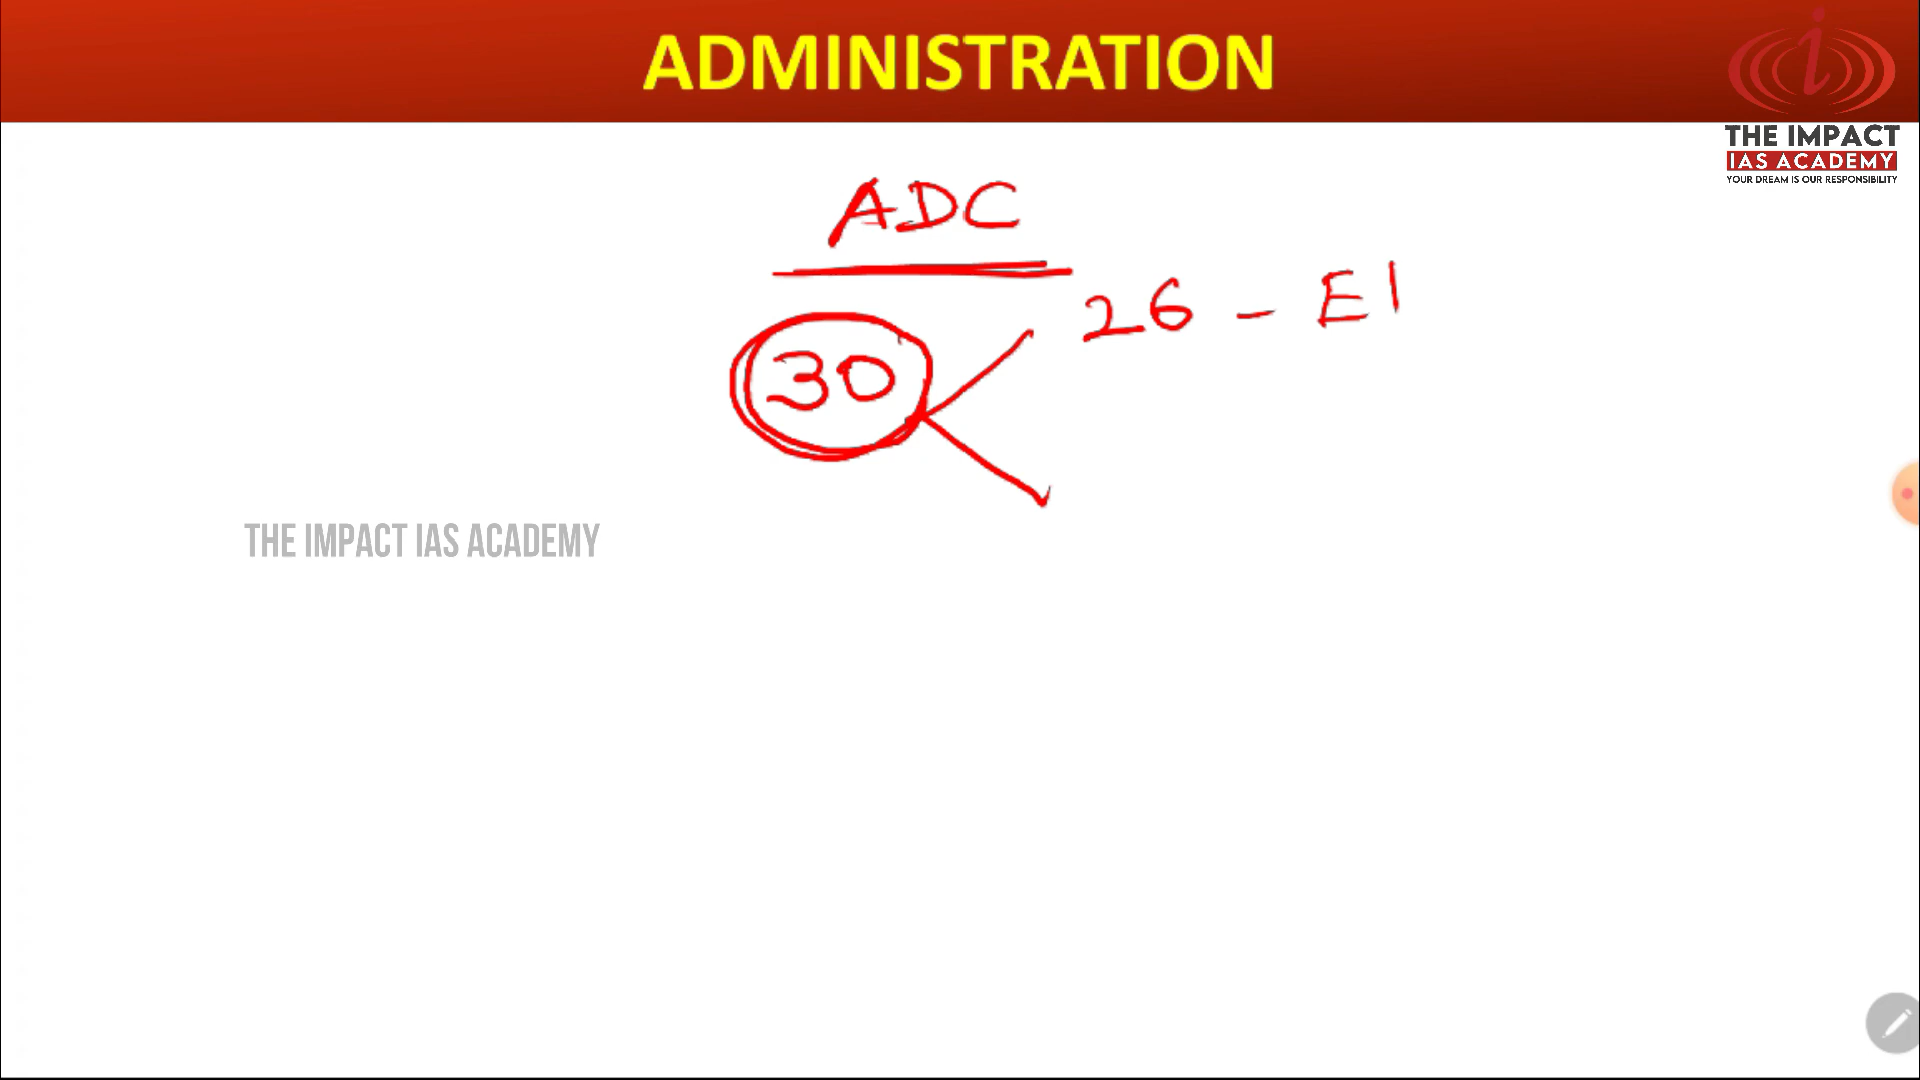 ADMINISTRATION
THE IMPACT
IAS ACADEMY
YOUR DREAM IS OUR RESPONSIBILITY
ADC
26 - El
30
THE IMPACT IAS ACADEMY